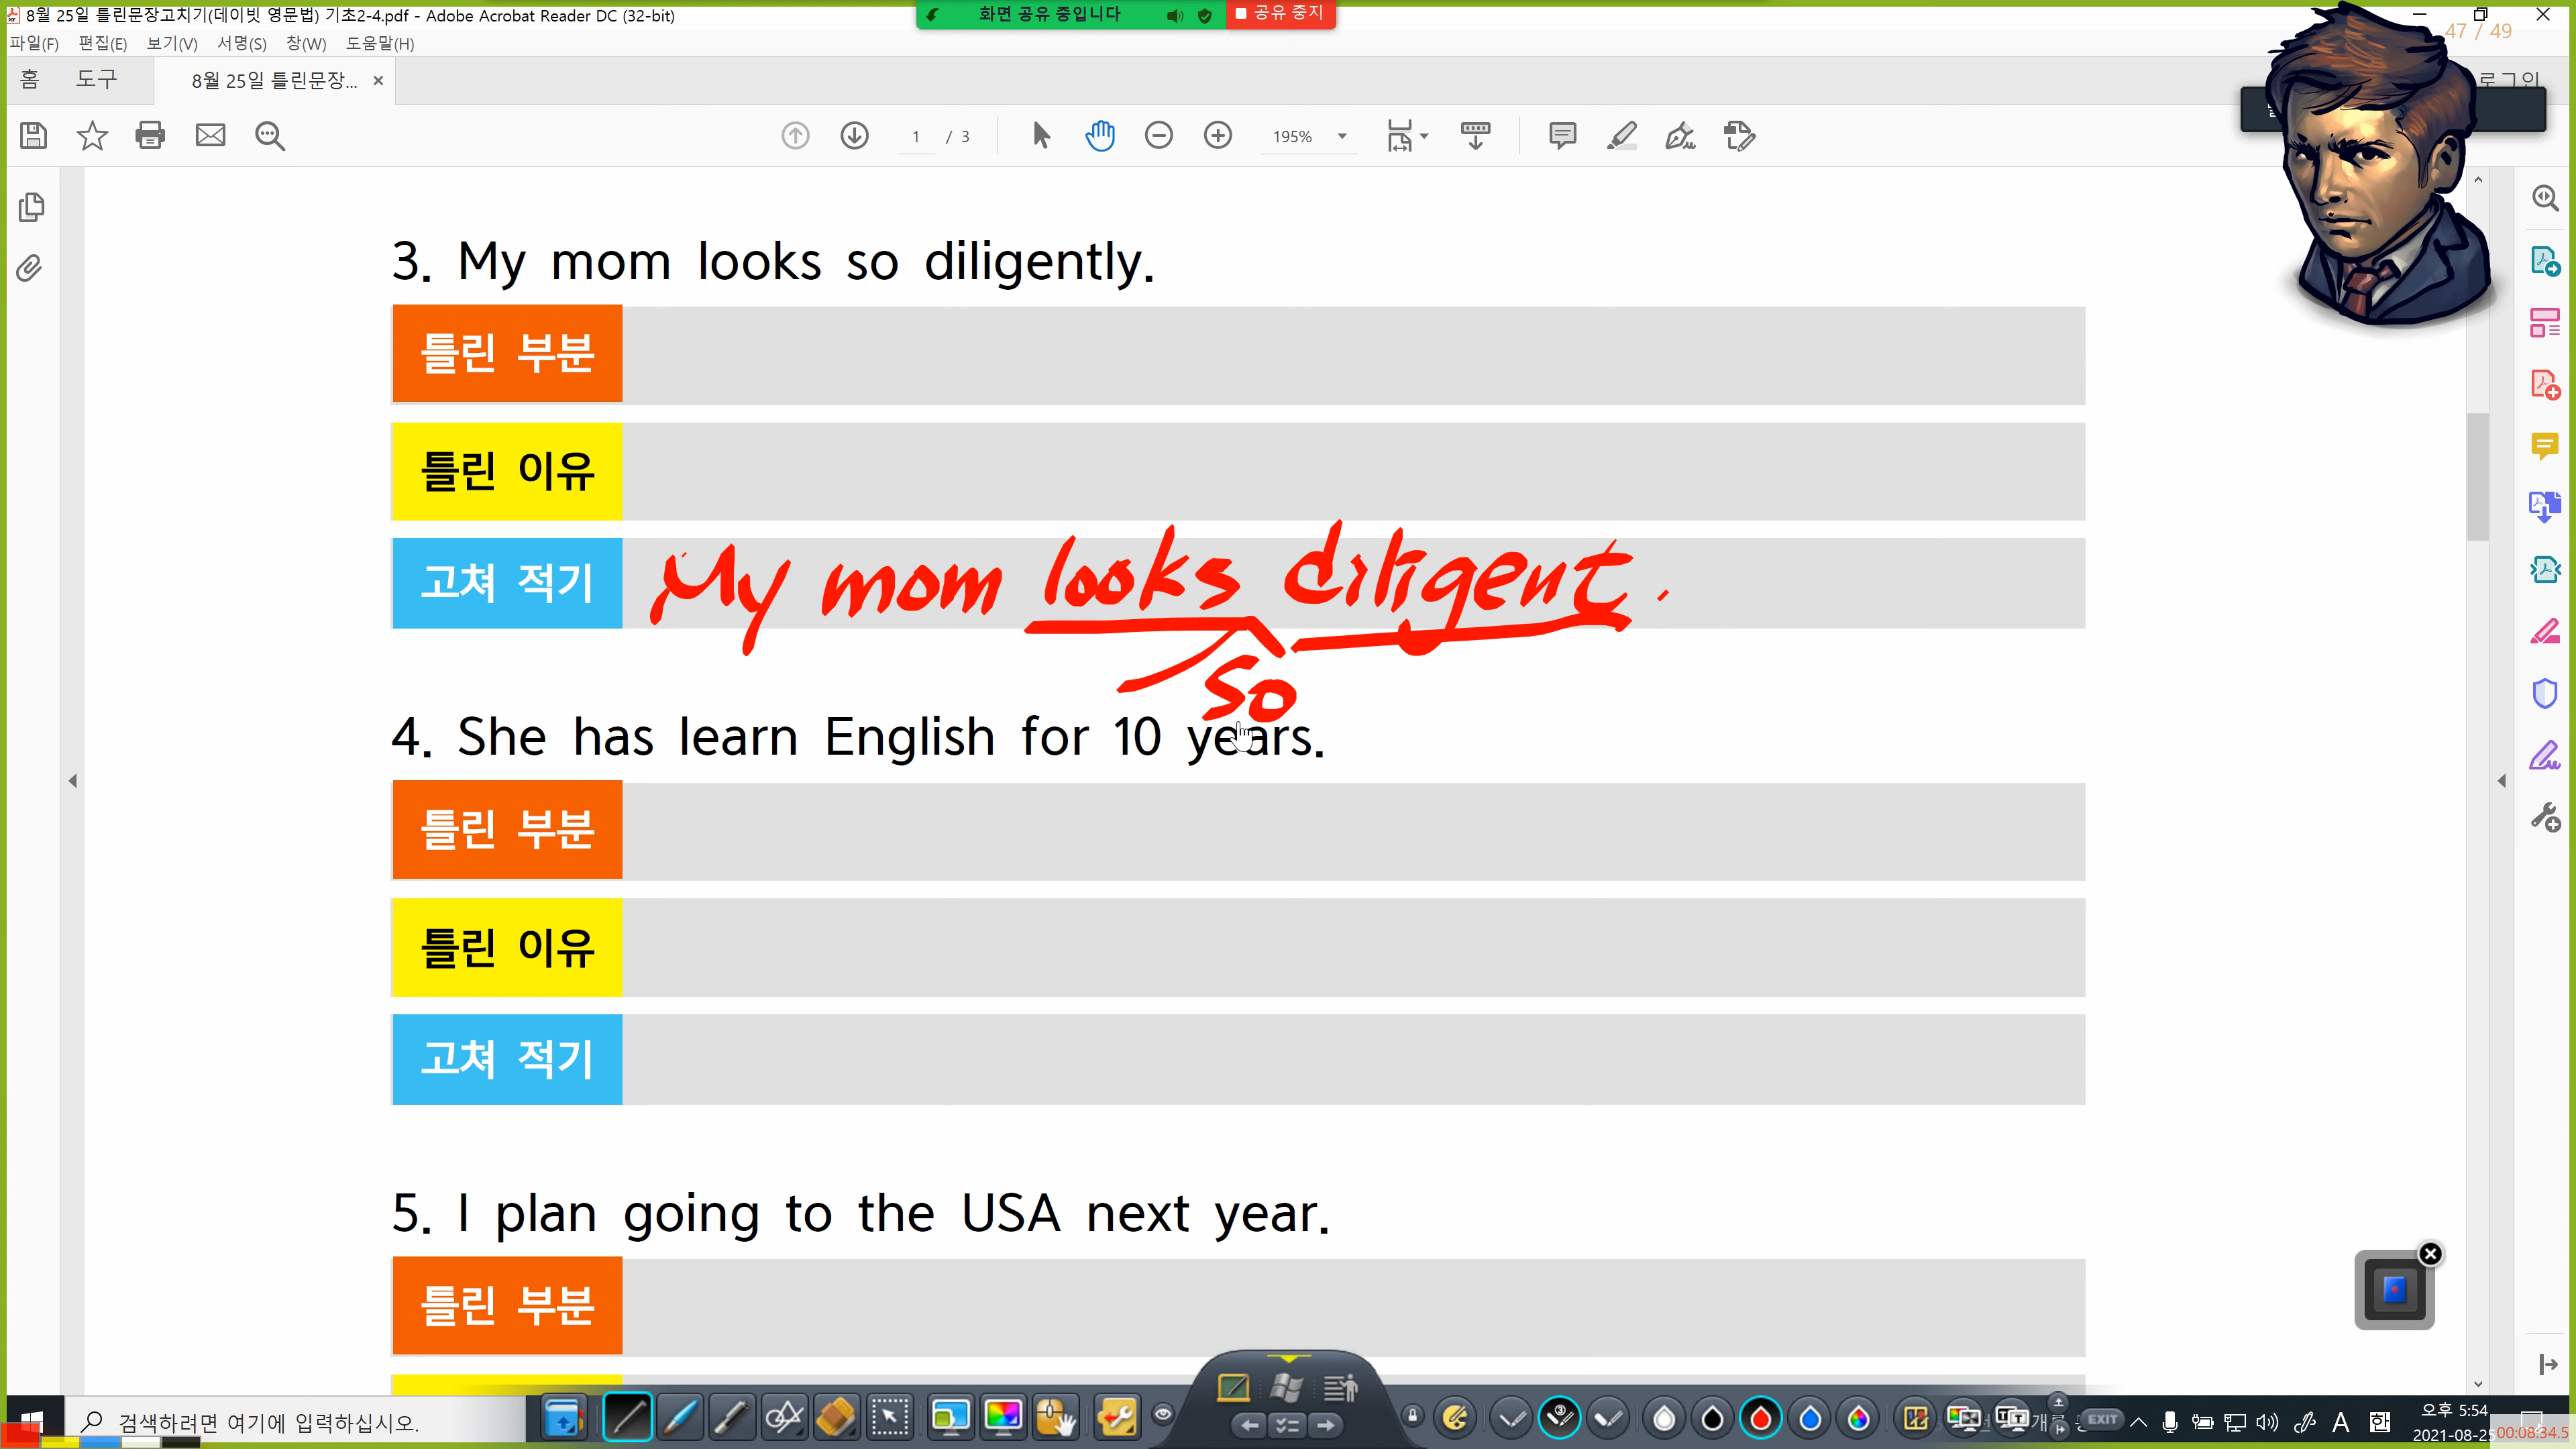 8월 25일 틀린문장고치기(데이빗 영문법) 기초2-4.pdf - Adobe Acrobat Reader DC (32-bit)
화면 공유 중입니다
공유 중지
47 / 49
파일(F) 편집(E) 보기(V) 서명(S) 창(W) 도움말(H)
홈 도구 8월 25일 틀린문장...
로그인
1 / 3
195%
3. My mom looks so diligently.
틀린 부분
틀린 이유
고쳐 적기 My mom looks diligent.
so
4. She has learn English for 10 years.
틀린 부분
틀린 이유
고쳐 적기
5. I plan going to the USA next year.
틀린 부분
검색하려면 여기에 입력하십시오.
EXIT
A
오후 5:54
2021-08-25
00:08:34.5